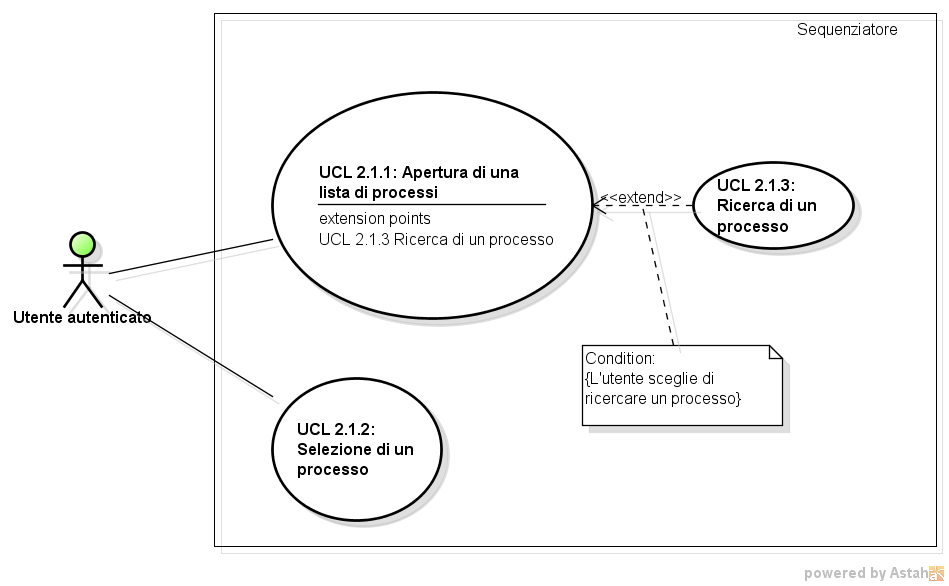 Sequenziatore
UCL 2.1.1: Apertura di una
lista di processi
extension points
UCL 2.1.3 Ricerca di un processo
<<extend>>
UCL 2.1.3:
Ricerca di un
processo
Utente autenticato
Condition:
{L'utente sceglie di
ricercare un processo}
UCL 2.1.2:
Selezione di un
processo
powered by Astah